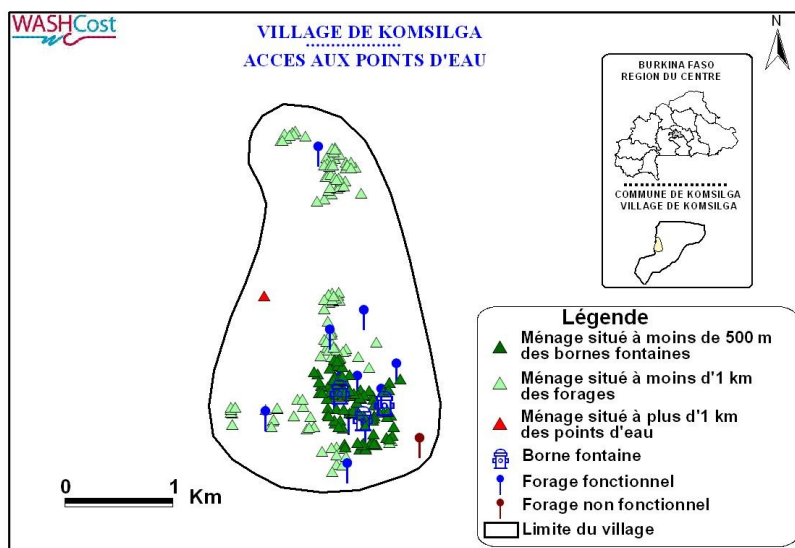 WASHCost
VILLAGE DE KOMSILGA
ACCES AUX POINTS D'EAU
N
BURKINA FASO
REGION DU CENTRE
COMMUNE DE KOMSILGA
VILLAGE DE KOMSILGA
Légende
Ménage situé à moins de 500 m
des bornes fontaines
Ménage situé à moins d'1 km
des forages
Ménage situé à plus d'1 km
des points d'eau
Borne fontaine
Forage fonctionnel
Forage non fonctionnel
Limite du village
0 1
Km